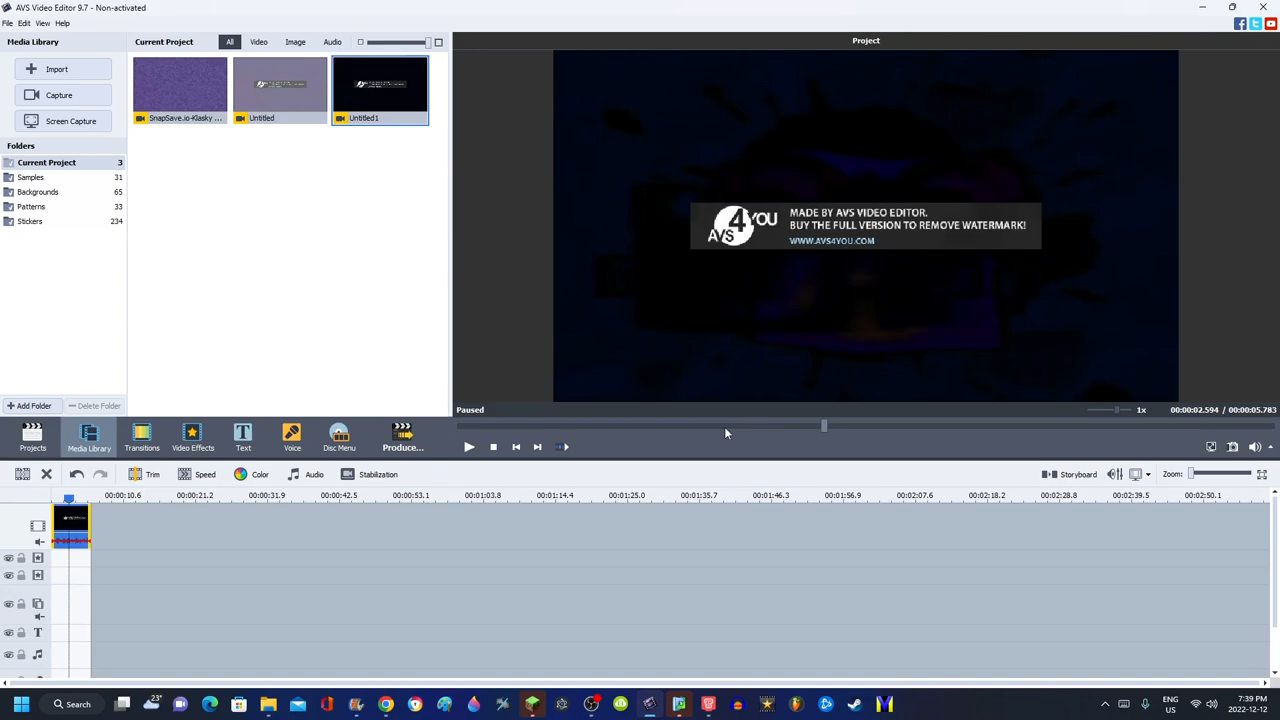 AVS Video Editor 9.7 - Non-activated
File Edit View Help
Media Library
Current Project All Video Image Audio
Project
Import
Capture
Screen Capture
SnapSave.io-Klasky ... Untitled Untitled1
Folders
Current Project 3
Samples 31
Backgrounds 65
Patterns 33
Stickers 234
AVS4YOU
MADE BY AVS VIDEO EDITOR.
BUY THE FULL VERSION TO REMOVE WATERMARK!
WWW.AVS4YOU.COM
Add Folder Delete Folder
Paused 1x 00:00:02.594 / 00:00:05.783
Projects Media Library Transitions Video Effects Text Voice Disc Menu Produce...
Trim Speed Color Audio Stabilization Storyboard Zoom:
00:00:10.6 00:00:21.2 00:00:31.9 00:00:42.5 00:00:53.1 00:01:03.8 00:01:14.4 00:01:25.0 00:01:35.7 00:01:46.3 00:01:56.9 00:02:07.6 00:02:18.2 00:02:28.8 00:02:39.5 00:02:50.1
T
Search 23° ENG US 7:39 PM 2022-12-12